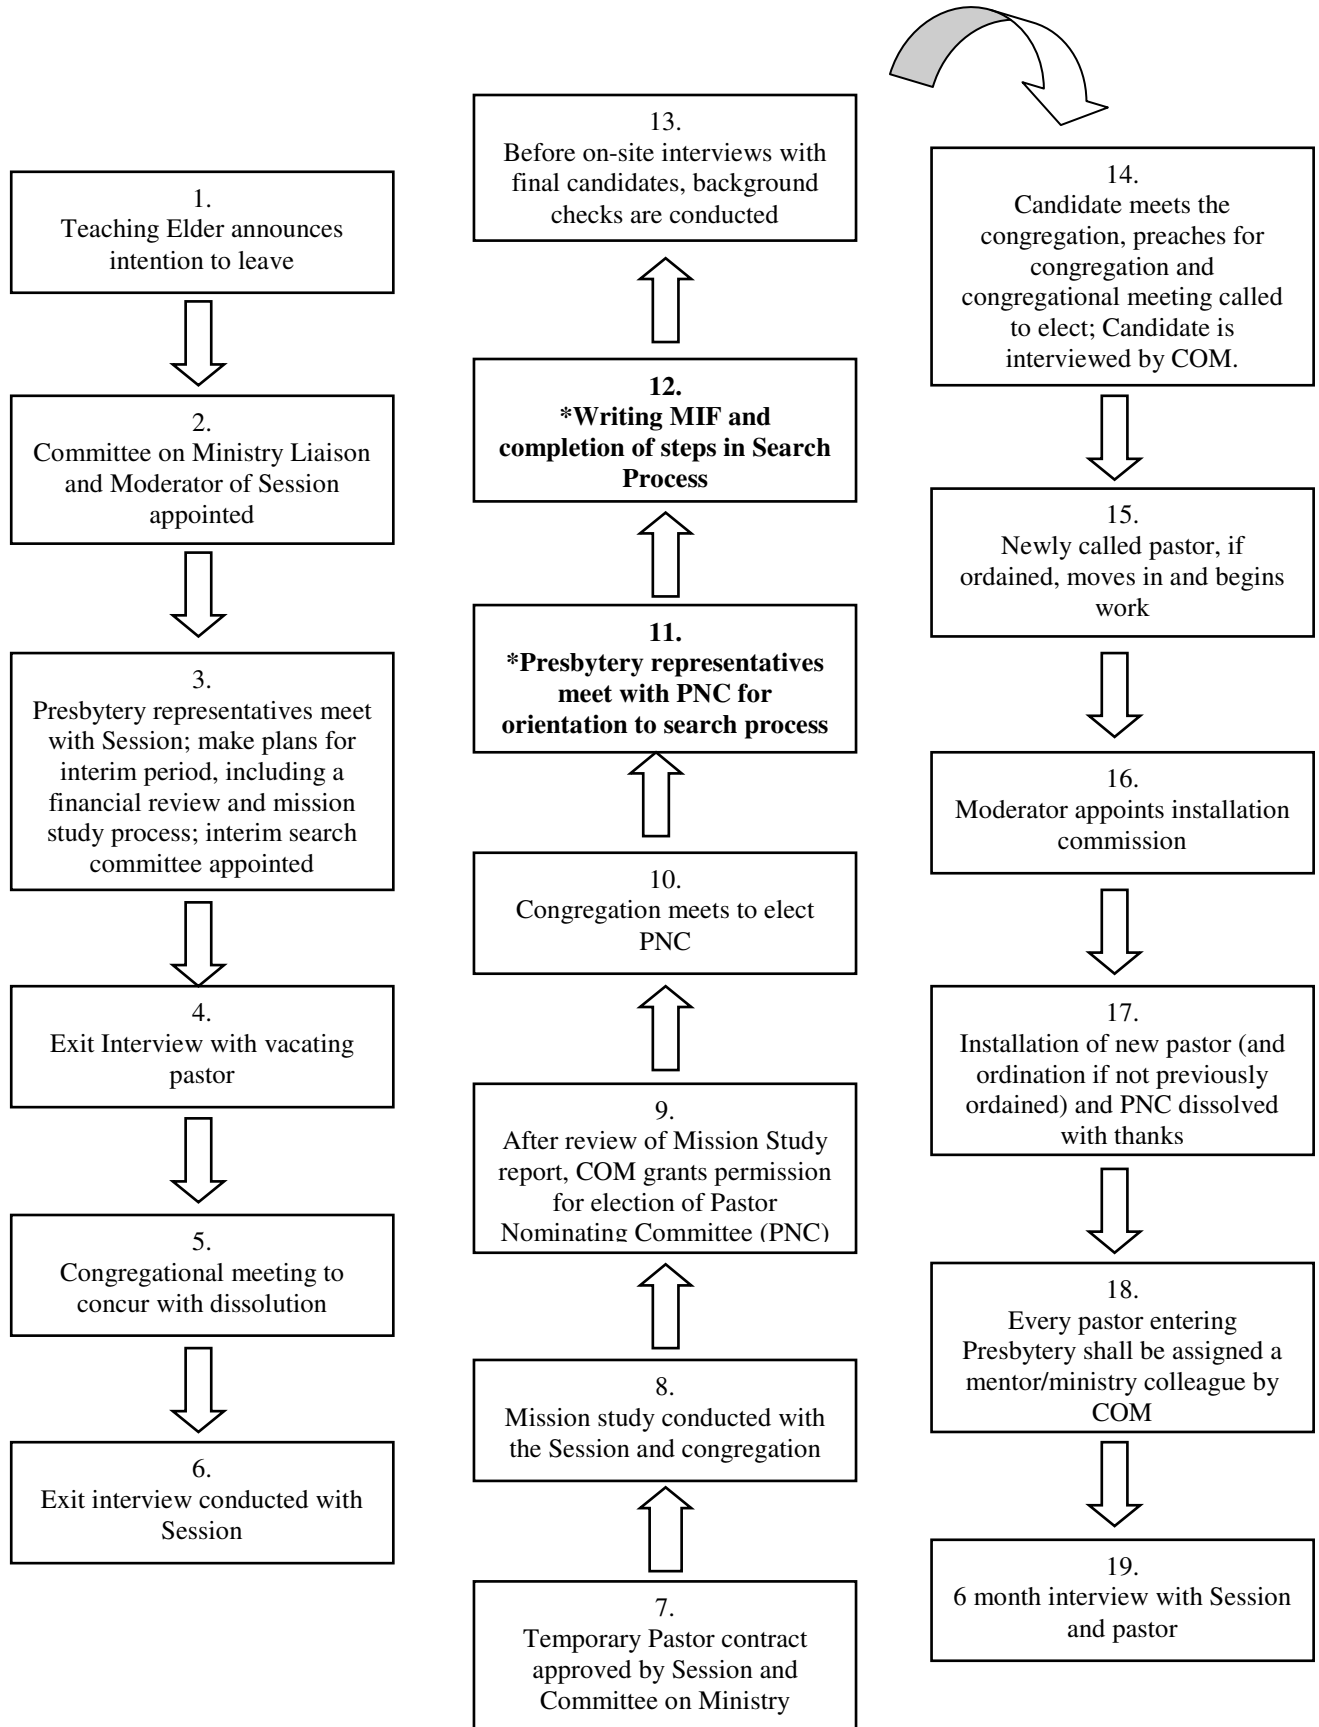 1.
Teaching Elder announces
intention to leave
2.
Committee on Ministry Liaison
and Moderator of Session
appointed
3.
Presbytery representatives meet
with Session; make plans for
interim period, including a
financial review and mission
study process; interim search
committee appointed
4.
Exit Interview with vacating
pastor
5.
Congregational meeting to
concur with dissolution
6.
Exit interview conducted with
Session
7.
Temporary Pastor contract
approved by Session and
Committee on Ministry
8.
Mission study conducted with
the Session and congregation
9.
After review of Mission Study
report, COM grants permission
for election of Pastor
Nominating Committee (PNC)
10.
Congregation meets to elect
PNC
11.
*Presbytery representatives
meet with PNC for
orientation to search process
12.
*Writing MIF and
completion of steps in Search
Process
13.
Before on-site interviews with
final candidates, background
checks are conducted
14.
Candidate meets the
congregation, preaches for
congregation and
congregational meeting called
to elect; Candidate is
interviewed by COM.
15.
Newly called pastor, if
ordained, moves in and begins
work
16.
Moderator appoints installation
commission
17.
Installation of new pastor (and
ordination if not previously
ordained) and PNC dissolved
with thanks
18.
Every pastor entering
Presbytery shall be assigned a
mentor/ministry colleague by
COM
19.
6 month interview with Session
and pastor